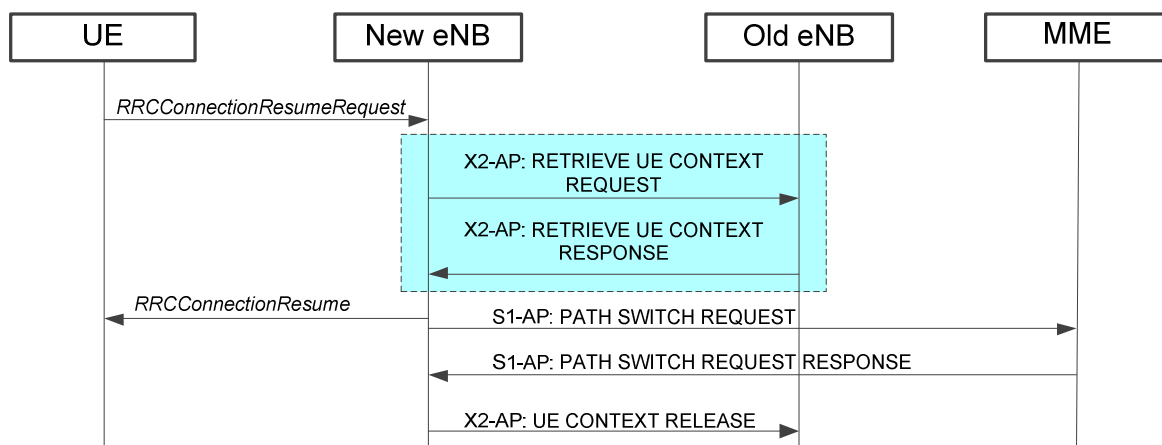 UE New eNB Old eNB MME
RRCConnectionResumeRequest
X2-AP: RETRIEVE UE CONTEXT
REQUEST
X2-AP: RETRIEVE UE CONTEXT
RESPONSE
RRCConnectionResume
S1-AP: PATH SWITCH REQUEST
S1-AP: PATH SWITCH REQUEST RESPONSE
X2-AP: UE CONTEXT RELEASE